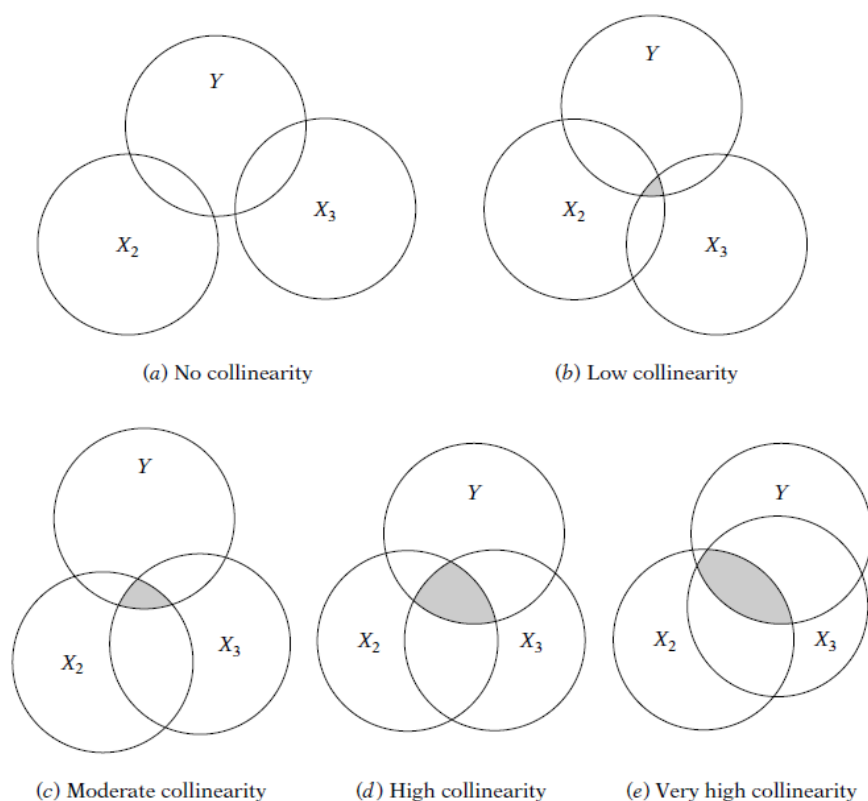 Y
X₂
X₃
(a) No collinearity
Y
X₂
X₃
(b) Low collinearity
Y
X₂
X₃
(c) Moderate collinearity
Y
X₂
X₃
(d) High collinearity
Y
X₂
X₃
(e) Very high collinearity